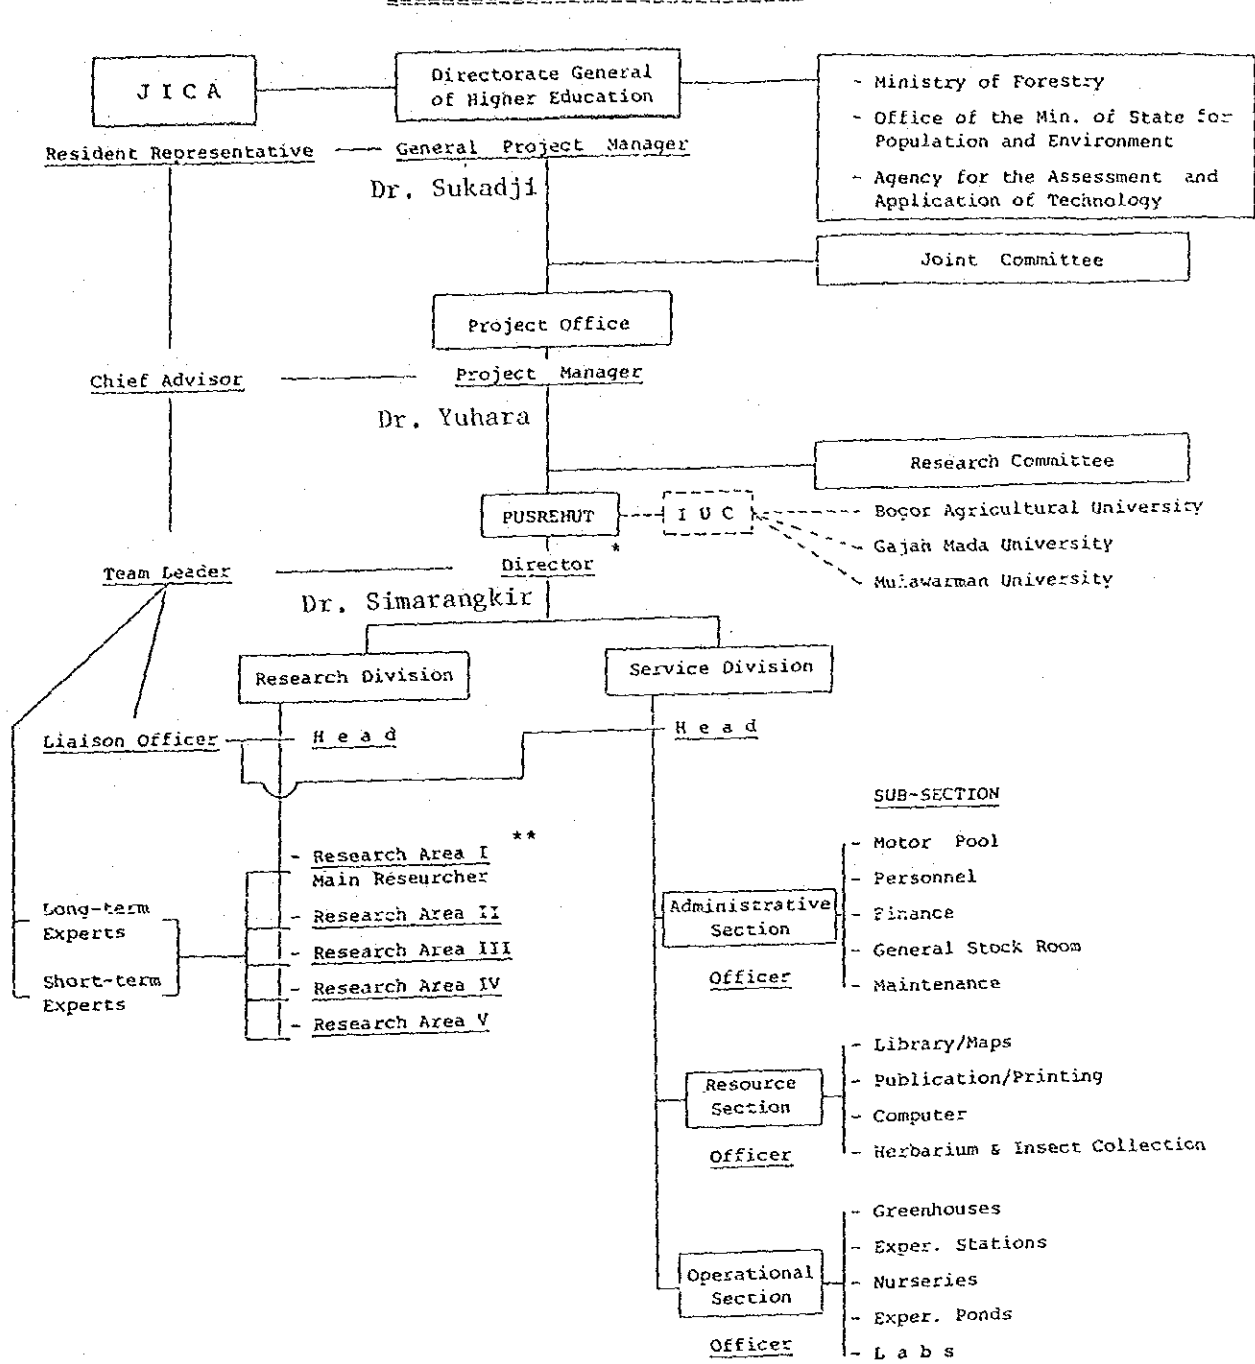 J I C A
Directorate General
of Higher Education
- Ministry of Forestry
- Office of the Min. of State for
Population and Environment
- Agency for the Assessment and
Application of Technology
Resident Representative
General Project Manager
Dr. Sukadji
Joint Committee
Project Office
Chief Advisor
Project Manager
Dr. Yuhara
Research Committee
PUSREHUT
I U C
Bogor Agricultural University
Gajah Mada University
Mulawarman University
Team Leader
Director *
Dr. Simarangkir
Research Division
Service Division
Liaison Officer
H e a d
H e a d
SUB-SECTION
- Research Area I **
Main Reseurcher
- Research Area II
- Research Area III
- Research Area IV
- Research Area V
Long-term
Experts
Short-term
Experts
Administrative
Section
Officer
- Motor Pool
- Personnel
- Finance
- General Stock Room
- Maintenance
Resource
Section
Officer
- Library/Maps
- Publication/Printing
- Computer
- Herbarium & Insect Collection
Operational
Section
Officer
- Greenhouses
- Exper. Stations
- Nurseries
- Exper. Ponds
- L a b s